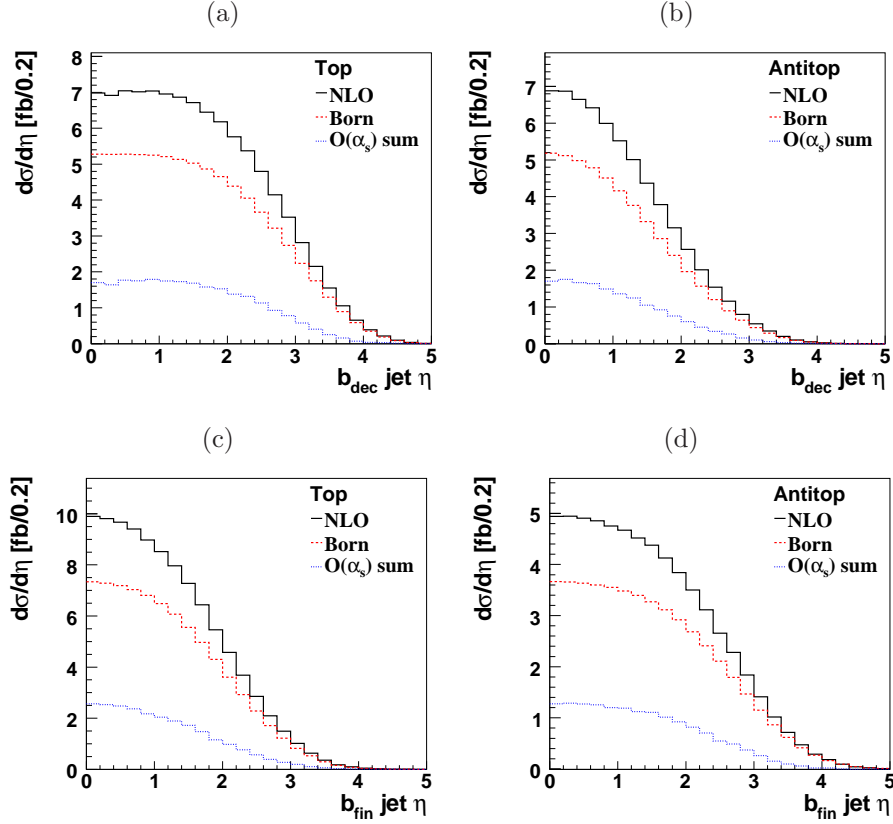 (a)
dσ/dη [fb/0.2]
8
7
6
5
4
3
2
1
0
Top
NLO
Born
O(αs) sum
0 1 2 3 4 5
bdec jet η
(b)
dσ/dη [fb/0.2]
7
6
5
4
3
2
1
0
Antitop
NLO
Born
O(αs) sum
0 1 2 3 4 5
bdec jet η
(c)
dσ/dη [fb/0.2]
10
8
6
4
2
0
Top
NLO
Born
O(αs) sum
0 1 2 3 4 5
bfin jet η
(d)
dσ/dη [fb/0.2]
5
4
3
2
1
0
Antitop
NLO
Born
O(αs) sum
0 1 2 3 4 5
bfin jet η